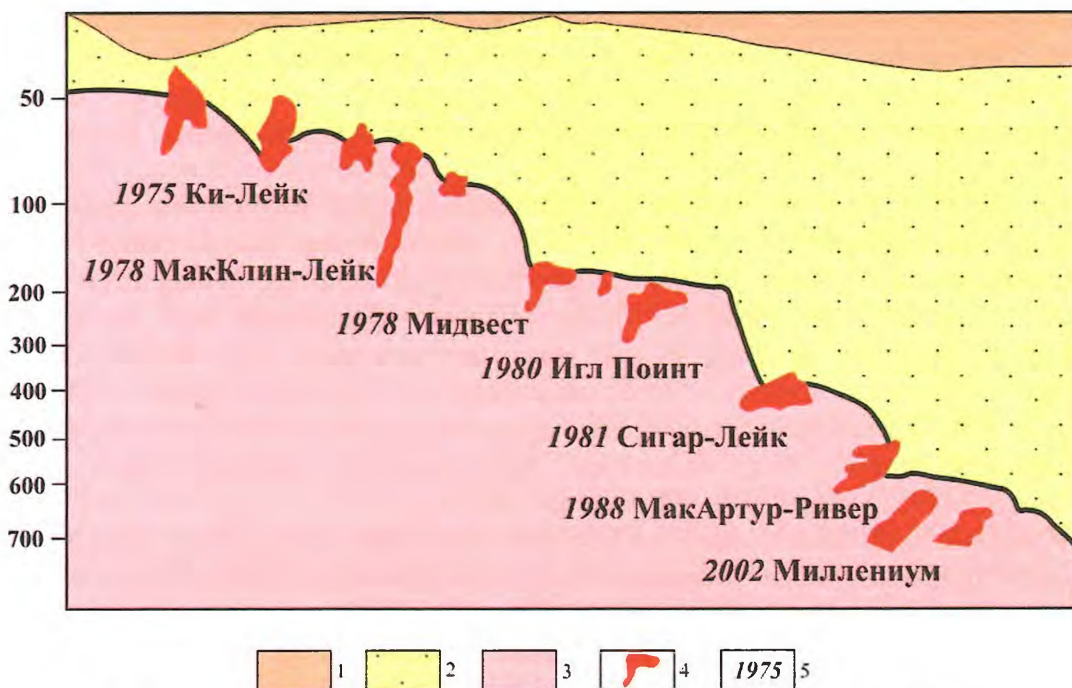 50
100
1975 Ки-Лейк
1978 МакКлин-Лейк
200
1978 Мидвест
300
1980 Игл Поинт
400
1981 Сигар-Лейк
500
600
1988 МакАртур-Ривер
700
2002 Миллениум
1 2 3 4 1975 5